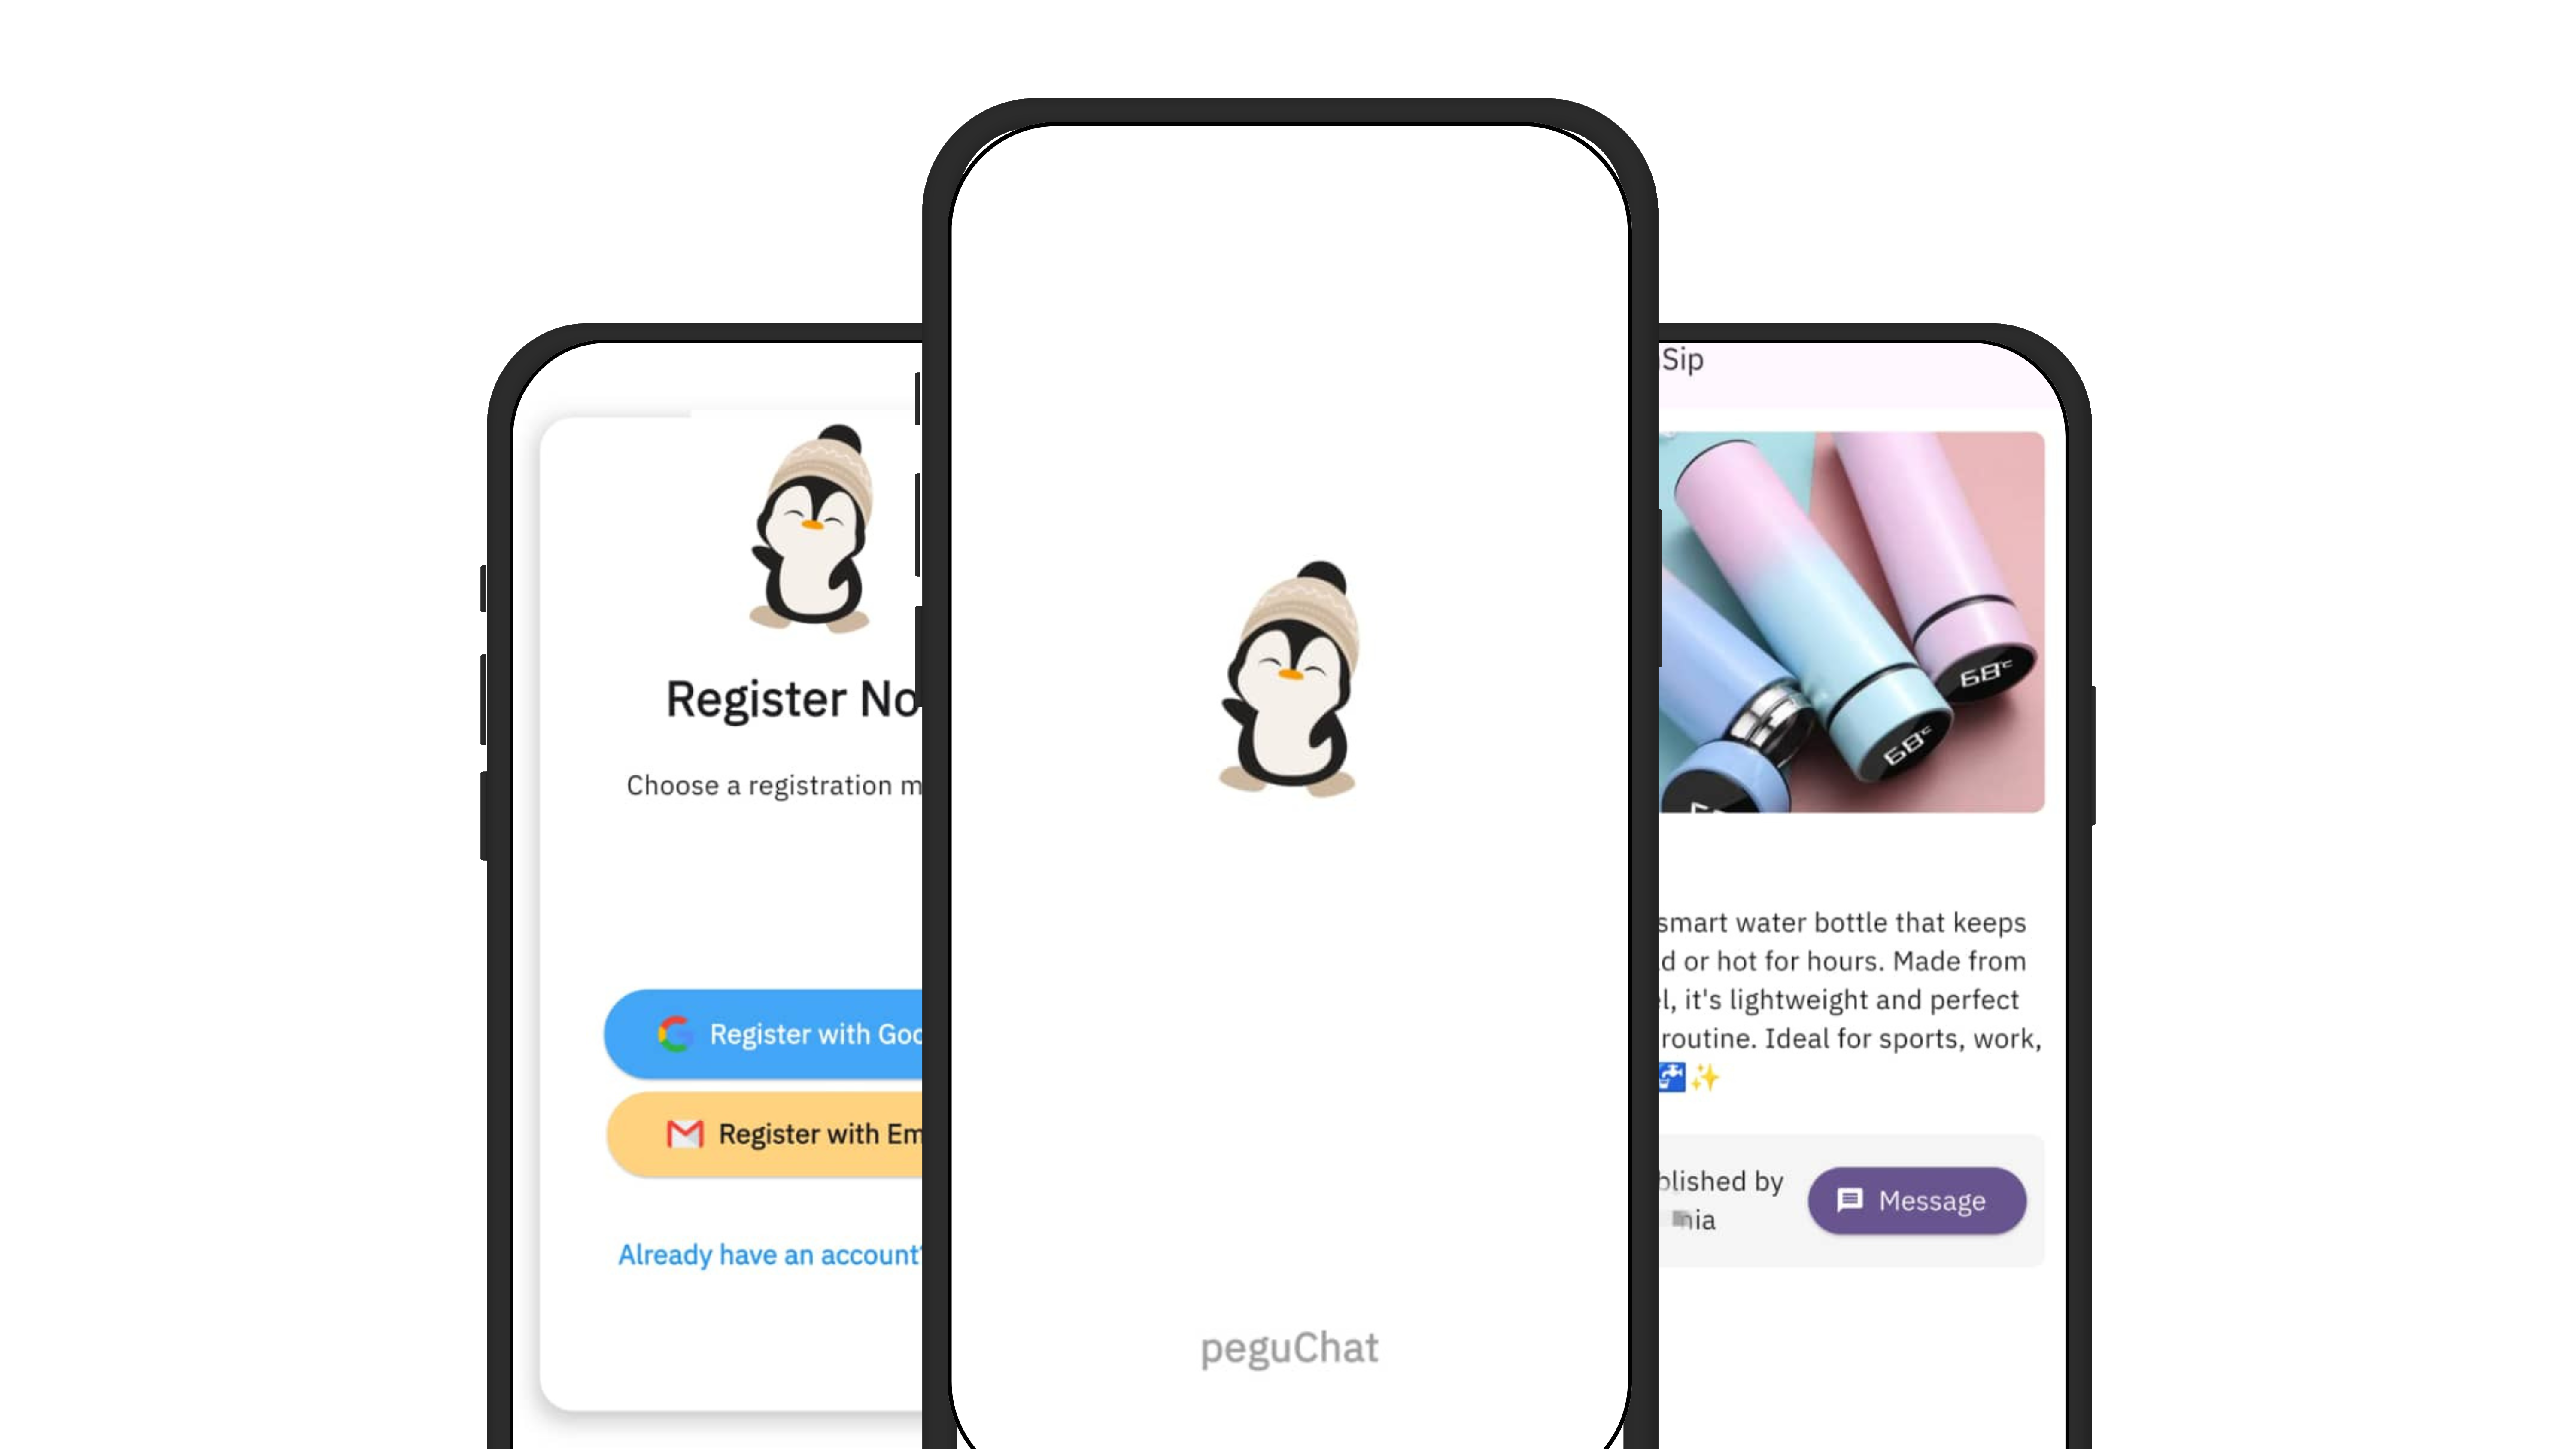 Register No
Choose a registration m
Register with Goo
Register with Em
Already have an account?
peguChat
Sip
68°C
68°C
smart water bottle that keeps
d or hot for hours. Made from
l, it's lightweight and perfect
routine. Ideal for sports, work,
blished by
nia
Message